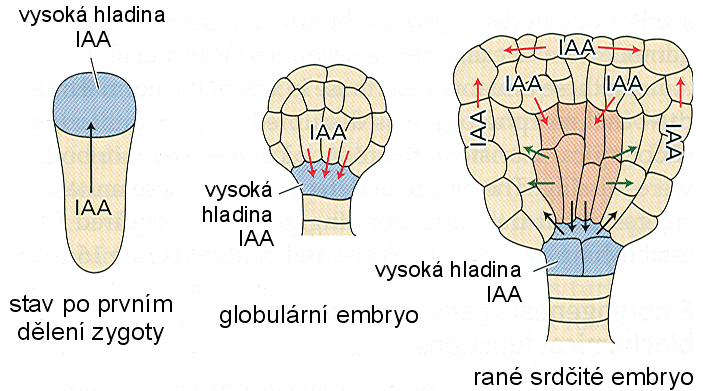 vysoká hladina
IAA
IAA
stav po prvním
dělení zygoty
IAA
vysoká
hladina
IAA
globulární embryo
IAA
IAA
IAA
IAA
IAA
vysoká hladina
IAA
rané srdčité embryo